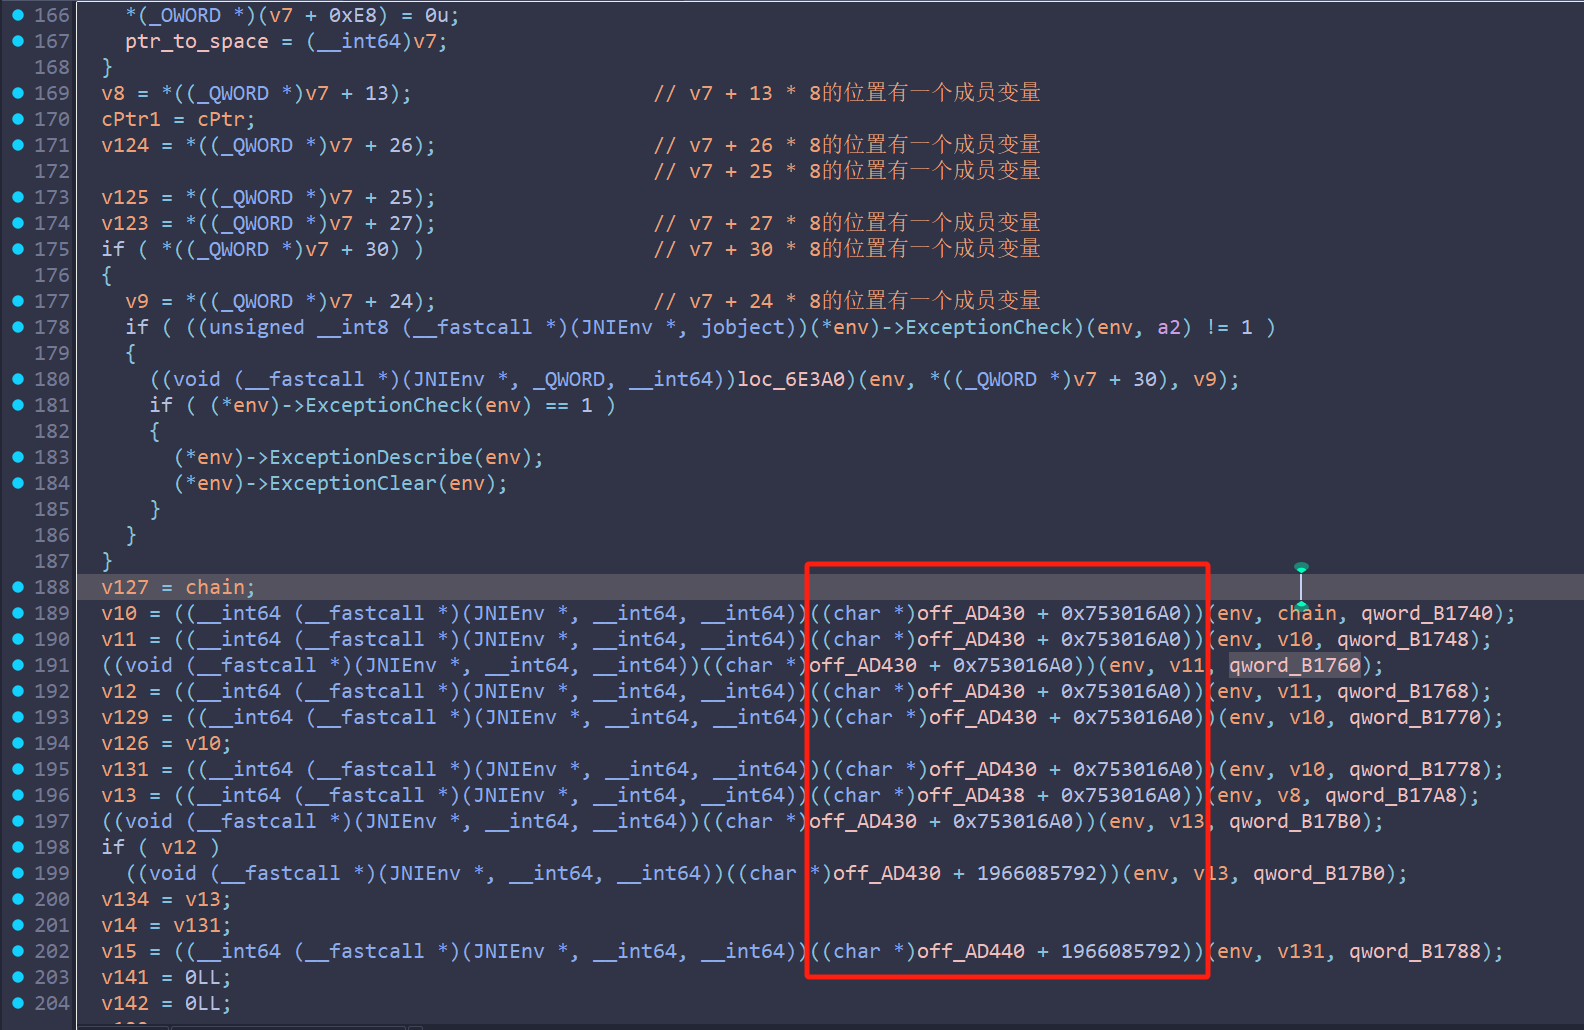 166 *(_OWORD *)(v7 + 0xE8) = 0u;
167 ptr_to_space = (__int64)v7;
168 }
169 v8 = *((_QWORD *)v7 + 13); // v7 + 13 * 8的位置有一个成员变量
170 cPtr1 = cPtr;
171 v124 = *((_QWORD *)v7 + 26); // v7 + 26 * 8的位置有一个成员变量
172 // v7 + 25 * 8的位置有一个成员变量
173 v125 = *((_QWORD *)v7 + 25);
174 v123 = *((_QWORD *)v7 + 27); // v7 + 27 * 8的位置有一个成员变量
175 if ( *((_QWORD *)v7 + 30) ) // v7 + 30 * 8的位置有一个成员变量
176 {
177 v9 = *((_QWORD *)v7 + 24); // v7 + 24 * 8的位置有一个成员变量
178 if ( ((unsigned __int8 (__fastcall *)(JNIEnv *, jobject))(*env)->ExceptionCheck)(env, a2) != 1 )
179 {
180 ((void (__fastcall *)(JNIEnv *, _QWORD, __int64))loc_6E3A0)(env, *((_QWORD *)v7 + 30), v9);
181 if ( (*env)->ExceptionCheck(env) == 1 )
182 {
183 (*env)->ExceptionDescribe(env);
184 (*env)->ExceptionClear(env);
185 }
186 }
187 }
188 v127 = chain;
189 v10 = ((__int64 (__fastcall *)(JNIEnv *, __int64, __int64))((char *)off_AD430 + 0x753016A0))(env, chain, qword_B1740);
190 v11 = ((__int64 (__fastcall *)(JNIEnv *, __int64, __int64))((char *)off_AD430 + 0x753016A0))(env, v10, qword_B1748);
191 ((void (__fastcall *)(JNIEnv *, __int64, __int64))((char *)off_AD430 + 0x753016A0))(env, v11, qword_B1760);
192 v12 = ((__int64 (__fastcall *)(JNIEnv *, __int64, __int64))((char *)off_AD430 + 0x753016A0))(env, v11, qword_B1768);
193 v129 = ((__int64 (__fastcall *)(JNIEnv *, __int64, __int64))((char *)off_AD430 + 0x753016A0))(env, v10, qword_B1770);
194 v126 = v10;
195 v131 = ((__int64 (__fastcall *)(JNIEnv *, __int64, __int64))((char *)off_AD430 + 0x753016A0))(env, v10, qword_B1778);
196 v13 = ((__int64 (__fastcall *)(JNIEnv *, __int64, __int64))((char *)off_AD438 + 0x753016A0))(env, v8, qword_B17A8);
197 ((void (__fastcall *)(JNIEnv *, __int64, __int64))((char *)off_AD430 + 0x753016A0))(env, v13, qword_B17B0);
198 if ( v12 )
199 ((void (__fastcall *)(JNIEnv *, __int64, __int64))((char *)off_AD430 + 1966085792))(env, v13, qword_B17B0);
200 v134 = v13;
201 v14 = v131;
202 v15 = ((__int64 (__fastcall *)(JNIEnv *, __int64, __int64))((char *)off_AD440 + 1966085792))(env, v131, qword_B1788);
203 v141 = 0LL;
204 v142 = 0LL;